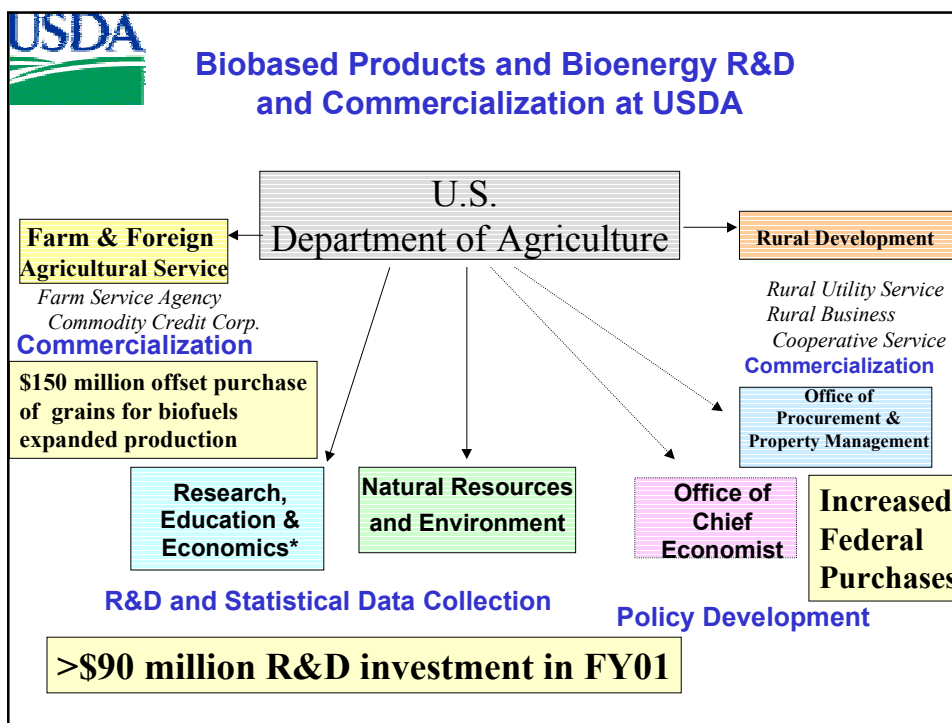 USDA
Biobased Products and Bioenergy R&D
and Commercialization at USDA
U.S.
Department of Agriculture
Farm & Foreign
Agricultural Service
Farm Service Agency
Commodity Credit Corp.
Commercialization
$150 million offset purchase
of grains for biofuels
expanded production
Rural Development
Rural Utility Service
Rural Business
Cooperative Service
Commercialization
Office of
Procurement &
Property Management
Research,
Education &
Economics*
Natural Resources
and Environment
Office of
Chief
Economist
Increased
Federal
Purchases
R&D and Statistical Data Collection
Policy Development
>$90 million R&D investment in FY01